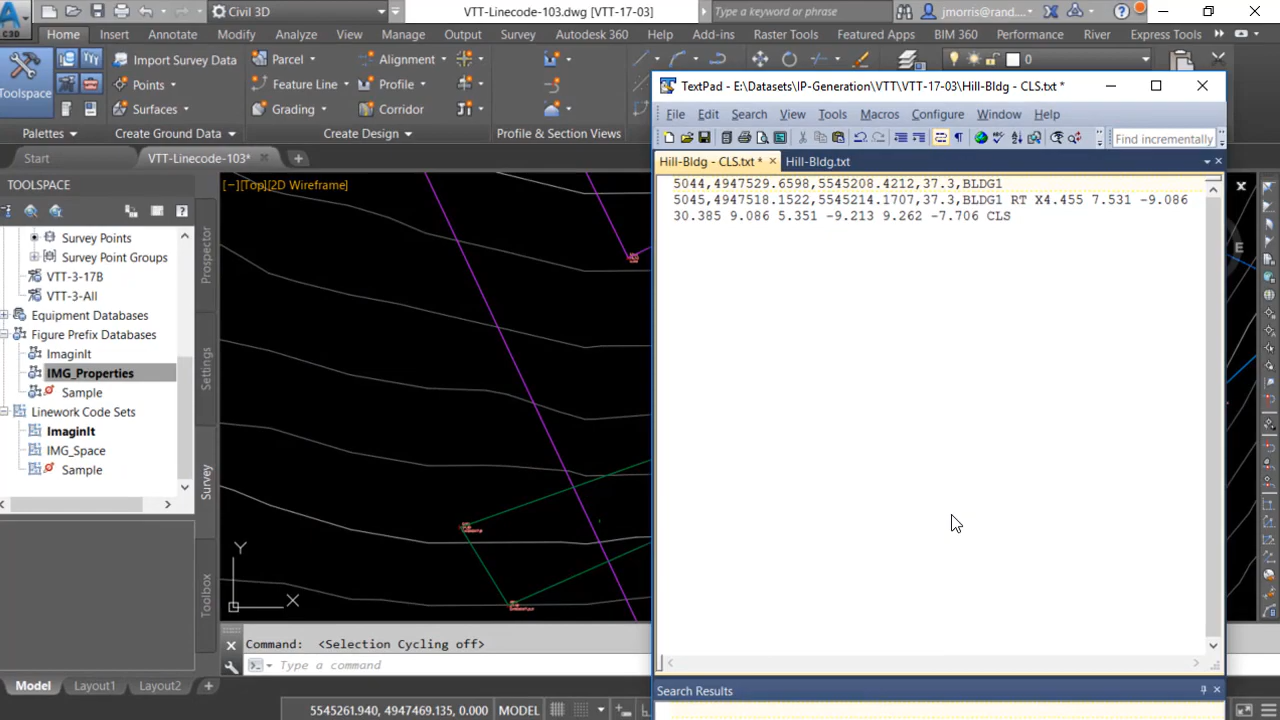 Civil 3D
VTT-Linecode-103.dwg [VTT-17-03]
Type a keyword or phrase
jmorris@rand....
C3D
Home Insert Annotate Modify Analyze View Manage Output Survey Autodesk 360 Help Add-ins Raster Tools Featured Apps BIM 360 Performance River Express Tools
Toolspace
Import Survey Data
Points
Surfaces
Parcel
Feature Line
Grading
Alignment
Profile
Corridor
0
Palettes
Create Ground Data
Create Design
Profile & Section Views
Start
VTT-Linecode-103*
TextPad - E:\Datasets\IP-Generation\VTT\VTT-17-03\Hill-Bldg - CLS.txt *
File Edit Search View Tools Macros Configure Window Help
Find incrementally
Hill-Bldg - CLS.txt *
Hill-Bldg.txt
5044,4947529.6598,5545208.4212,37.3,BLDG1
5045,4947518.1522,5545214.1707,37.3,BLDG1 RT X4.455 7.531 -9.086
30.385 9.086 5.351 -9.213 9.262 -7.706 CLS
TOOLSPACE
[−][Top][2D Wireframe]
Survey Points
Survey Point Groups
VTT-3-17B
VTT-3-All
Equipment Databases
Figure Prefix Databases
ImaginIt
IMG_Properties
Sample
Linework Code Sets
ImaginIt
IMG_Space
Sample
Prospector
Settings
Survey
Toolbox
E
Y
X
Command: <Selection Cycling off>
Type a command
Model
Layout1
Layout2
5545261.940, 4947469.135, 0.000
MODEL
Search Results